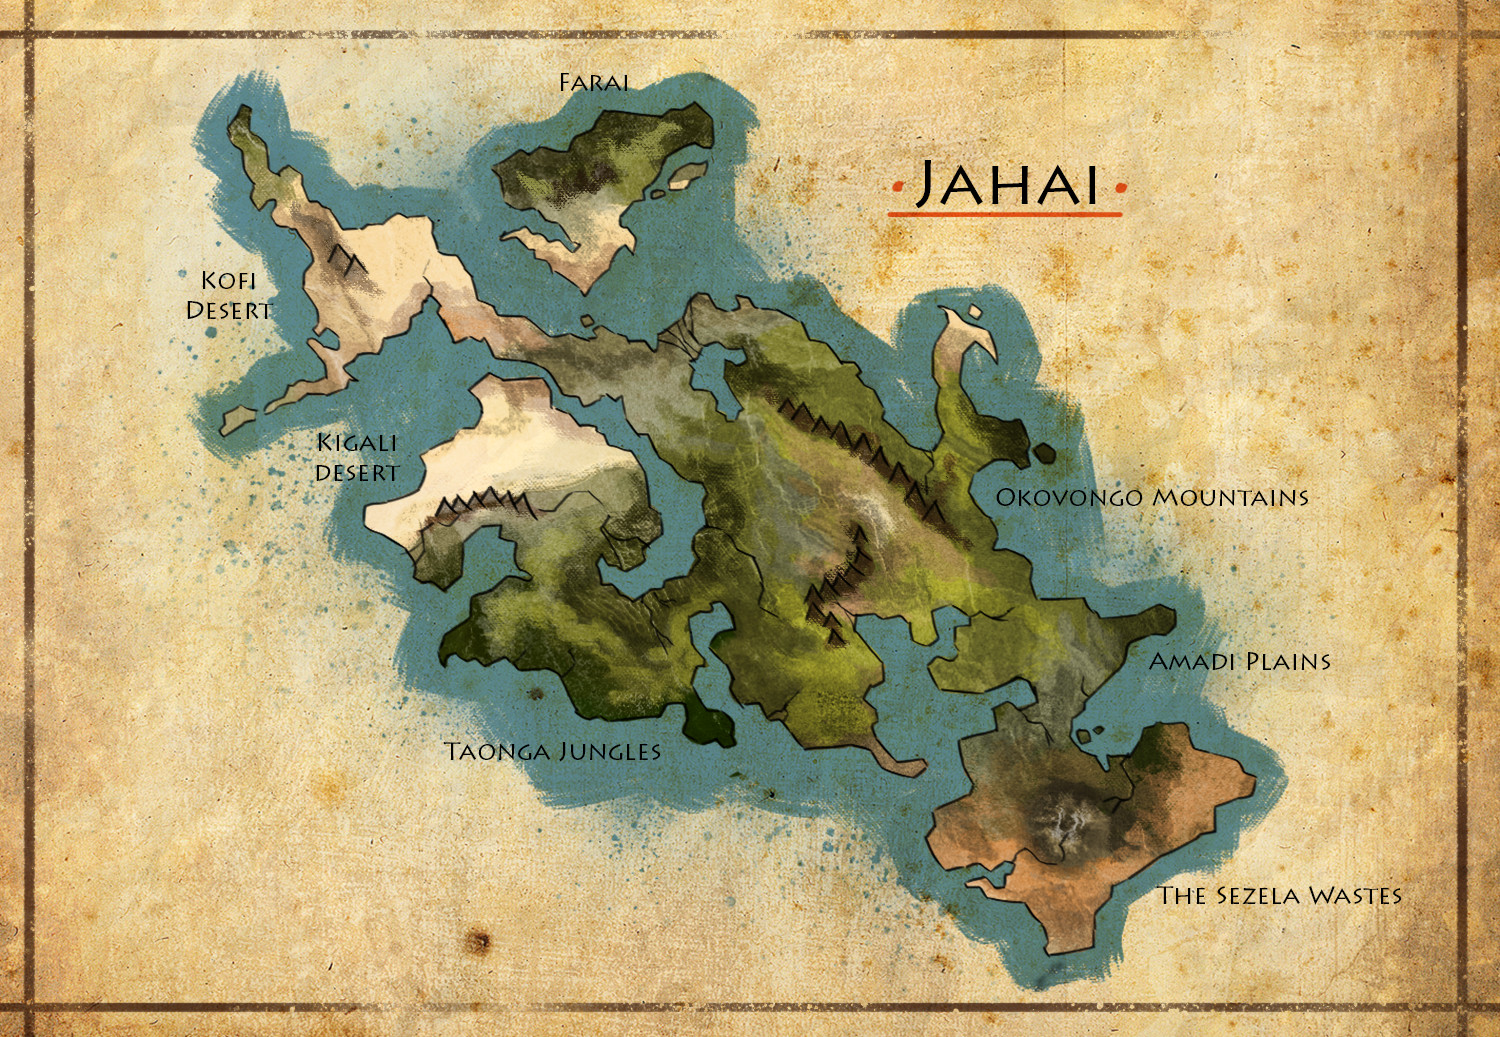 Farai
Jahai
Kofi
Desert
Kigali
desert
Okovongo Mountains
Amadi Plains
Taonga Jungles
The Sezela Wastes